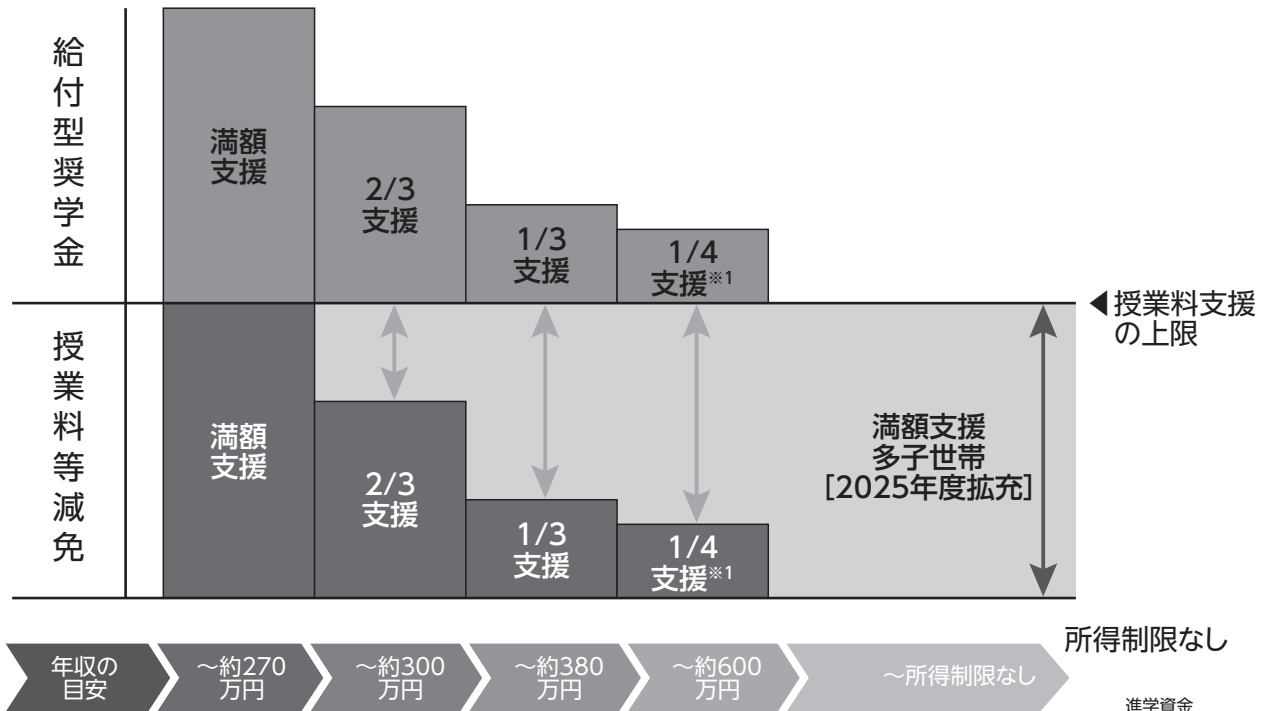 給付型奨学金
満額
支援
2/3
支援
1/3
支援
1/4
支援※1
◀授業料支援
の上限
授業料等減免
満額
支援
2/3
支援
1/3
支援
1/4
支援※1
満額支援
多子世帯
[2025年度拡充]
所得制限なし
年収の
目安
～約270
万円
～約300
万円
～約380
万円
～約600
万円
～所得制限なし
進学資金